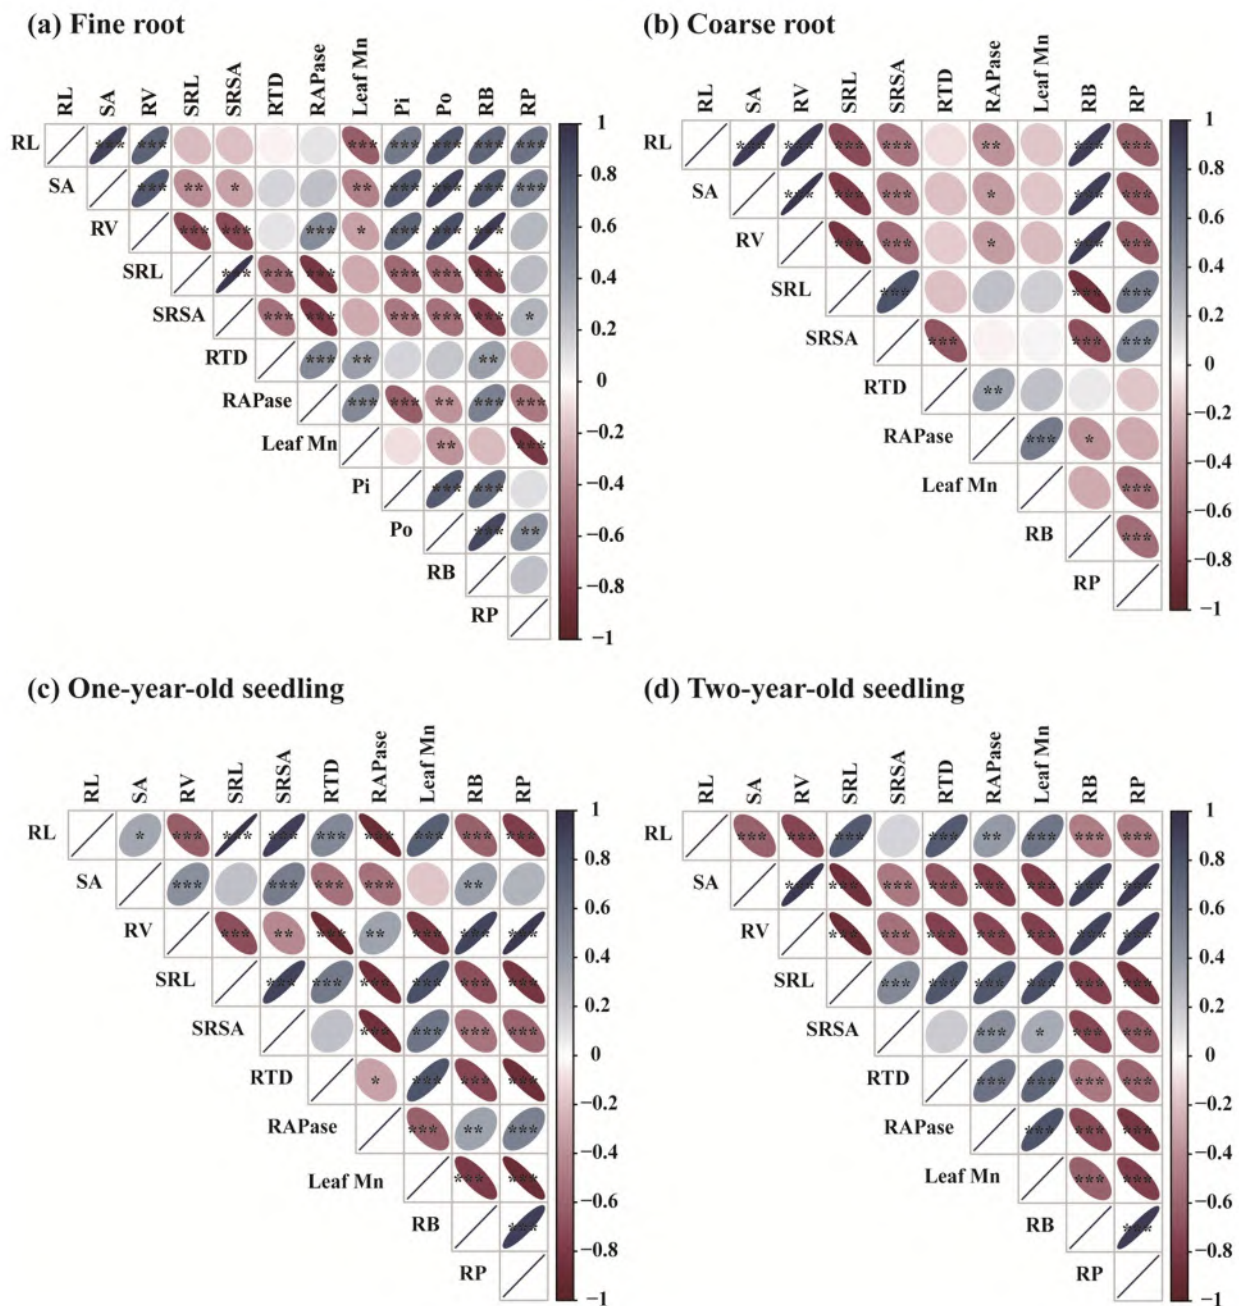 (a) Fine root
RL SA RV SRL SRSA RTD RAPase Leaf Mn Pi Po RB RP
RL *** *** *** *** *** *** ***
SA *** ** * ** *** *** *** ***
RV *** *** *** * *** *** ***
SRL *** *** *** *** *** ***
SRSA *** *** *** *** *** *
RTD *** ** **
RAPase *** *** ** *** ***
Leaf Mn ** ***
Pi *** ***
Po *** **
RB
RP
1
0.8
0.6
0.4
0.2
0
−0.2
−0.4
−0.6
−0.8
−1
(b) Coarse root
RL SA RV SRL SRSA RTD RAPase Leaf Mn RB RP
RL *** *** *** *** ** *** ***
SA *** *** *** * *** ***
RV *** *** * *** ***
SRL *** *** ***
SRSA *** *** ***
RTD **
RAPase *** *
Leaf Mn ***
RB ***
RP
1
0.8
0.6
0.4
0.2
0
−0.2
−0.4
−0.6
−0.8
−1
(c) One-year-old seedling
RL SA RV SRL SRSA RTD RAPase Leaf Mn RB RP
RL * *** *** *** *** *** *** *** ***
SA *** *** *** *** **
RV *** ** *** ** *** *** ***
SRL *** *** *** *** *** ***
SRSA *** *** *** ***
RTD * *** *** ***
RAPase *** ** ***
Leaf Mn *** ***
RB ***
RP
1
0.8
0.6
0.4
0.2
0
−0.2
−0.4
−0.6
−0.8
−1
(d) Two-year-old seedling
RL SA RV SRL SRSA RTD RAPase Leaf Mn RB RP
RL *** *** *** *** ** *** *** ***
SA *** *** *** *** *** *** *** ***
RV *** *** *** *** *** *** ***
SRL *** *** *** *** *** ***
SRSA *** * *** ***
RTD *** *** *** ***
RAPase *** *** ***
Leaf Mn *** ***
RB ***
RP
1
0.8
0.6
0.4
0.2
0
−0.2
−0.4
−0.6
−0.8
−1